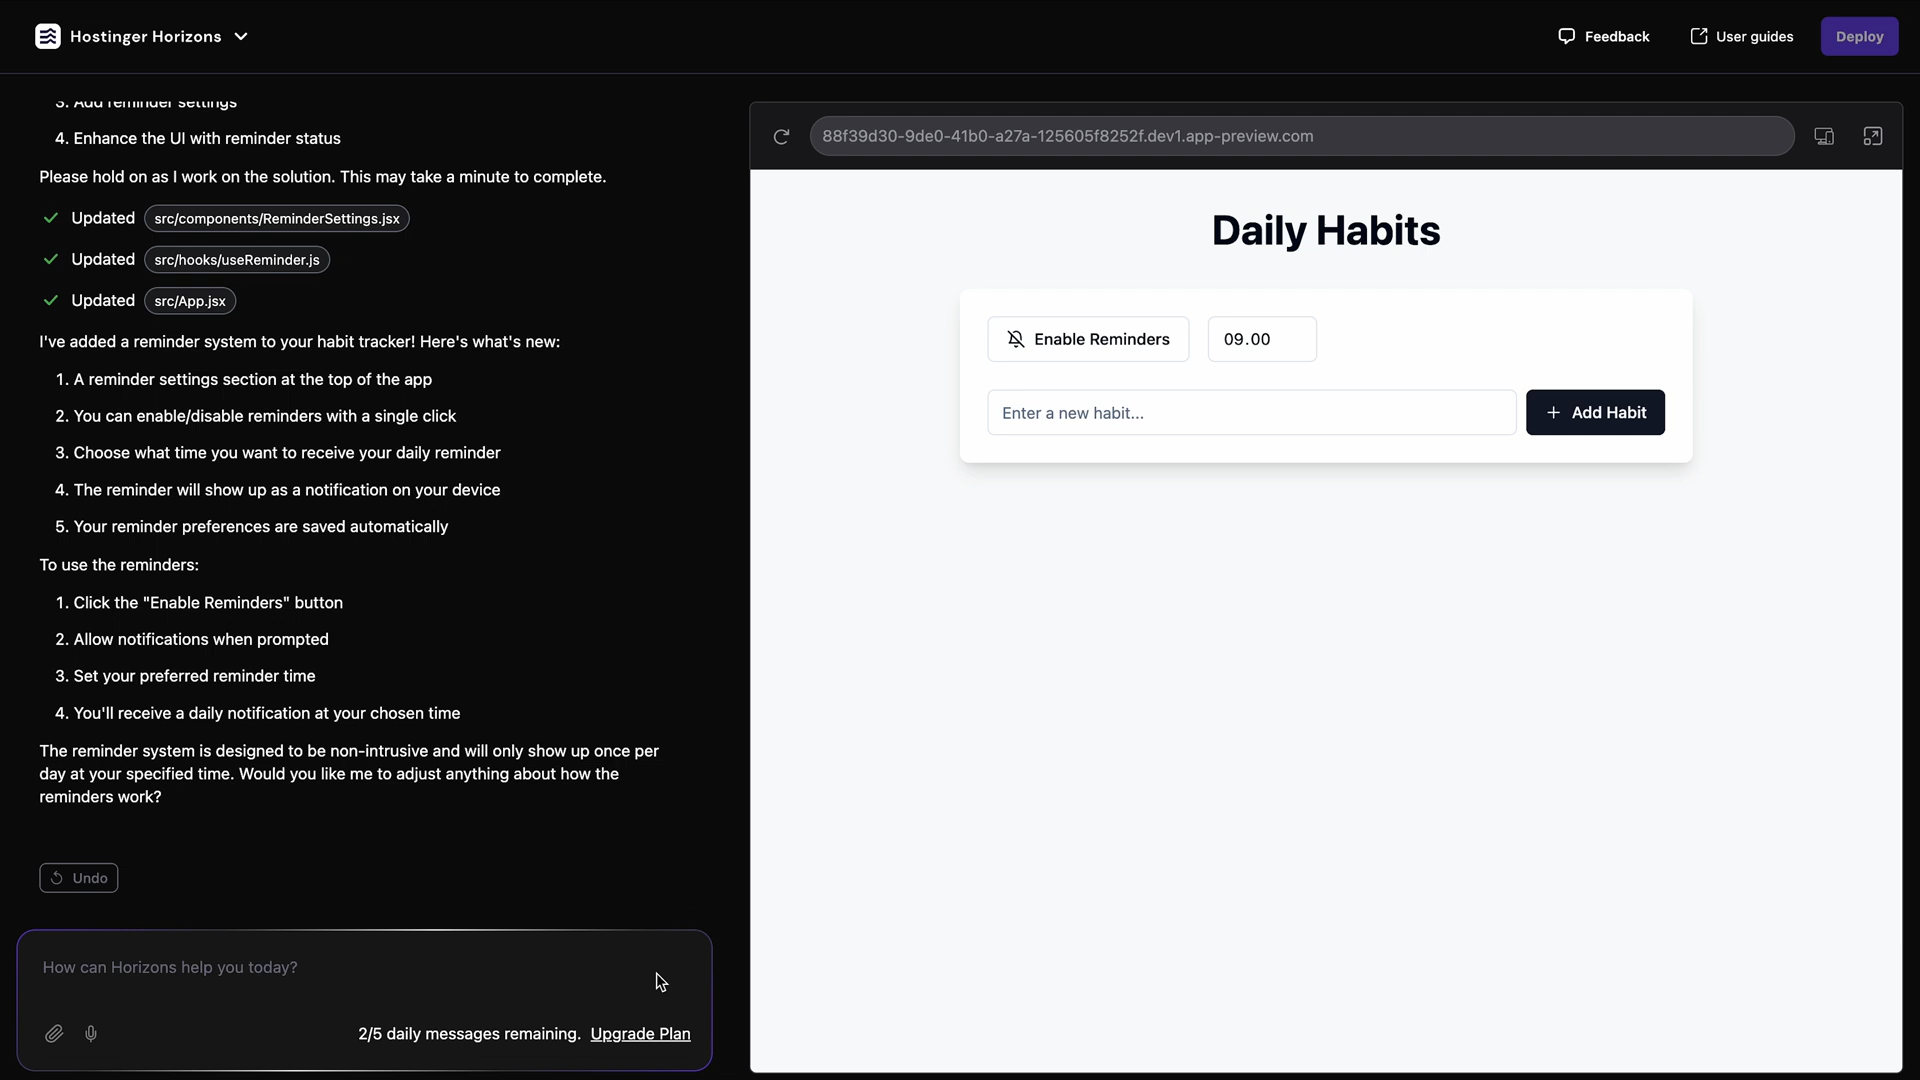 Hostinger Horizons
Feedback
User guides
Deploy
3. Add reminder settings
4. Enhance the UI with reminder status
Please hold on as I work on the solution. This may take a minute to complete.
Updated src/components/ReminderSettings.jsx
Updated src/hooks/useReminder.js
Updated src/App.jsx
I've added a reminder system to your habit tracker! Here's what's new:
1. A reminder settings section at the top of the app
2. You can enable/disable reminders with a single click
3. Choose what time you want to receive your daily reminder
4. The reminder will show up as a notification on your device
5. Your reminder preferences are saved automatically
To use the reminders:
1. Click the "Enable Reminders" button
2. Allow notifications when prompted
3. Set your preferred reminder time
4. You'll receive a daily notification at your chosen time
The reminder system is designed to be non-intrusive and will only show up once per
day at your specified time. Would you like me to adjust anything about how the
reminders work?
Undo
How can Horizons help you today?
2/5 daily messages remaining. Upgrade Plan
88f39d30-9de0-41b0-a27a-125605f8252f.dev1.app-preview.com
Daily Habits
Enable Reminders
09.00
Enter a new habit...
+ Add Habit